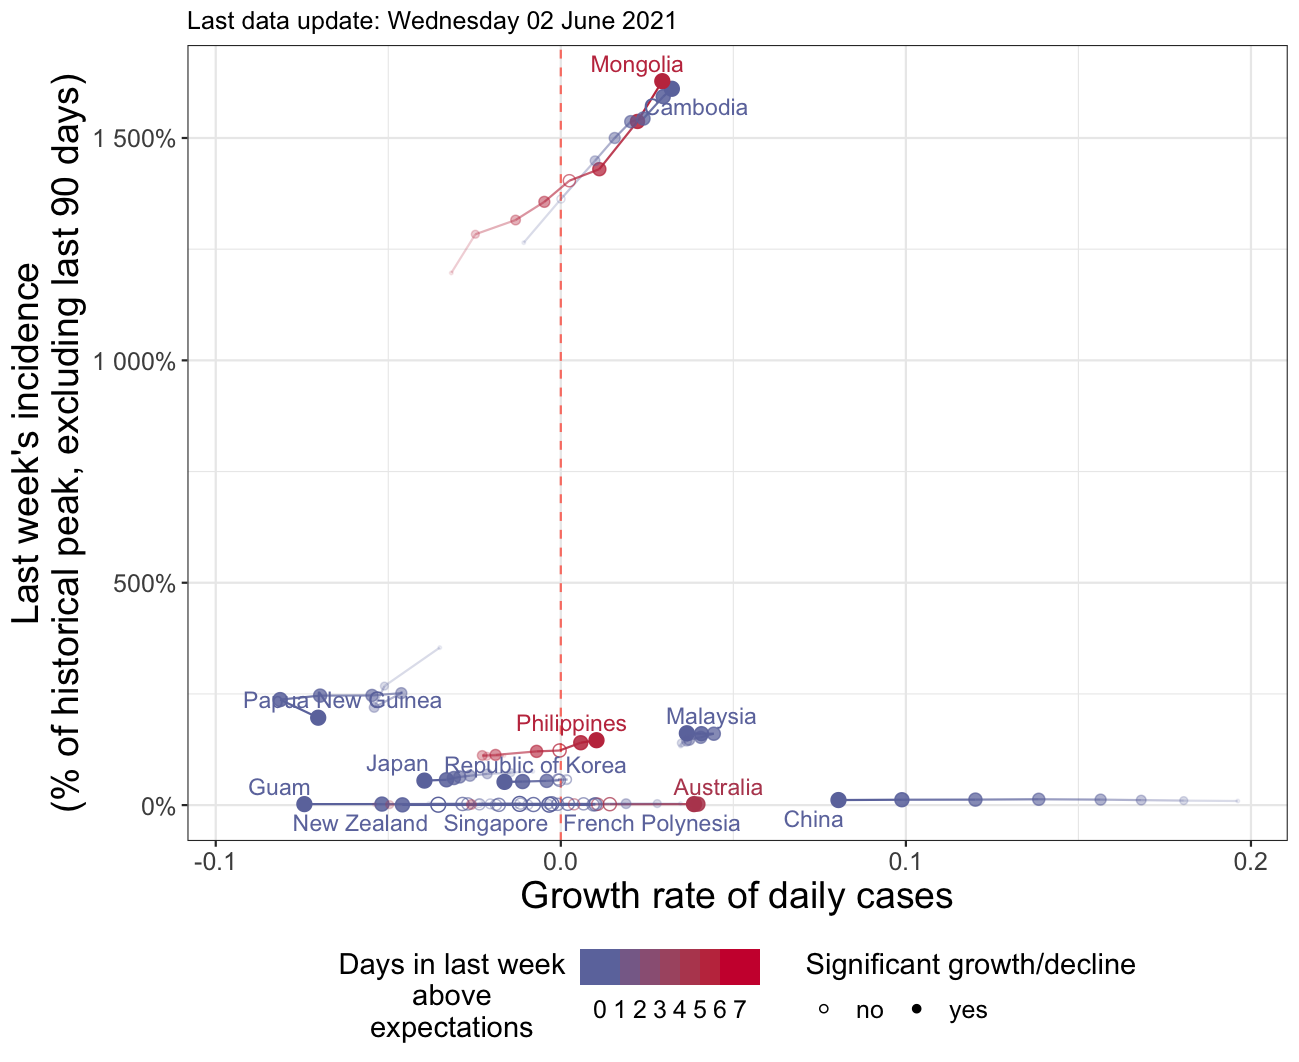 Last data update: Wednesday 02 June 2021
Last week's incidence
(% of historical peak, excluding last 90 days)
1 500%
1 000%
500%
0%
Mongolia
Cambodia
Papua New Guinea
Philippines
Malaysia
Japan
Republic of Korea
Guam
Australia
New Zealand
Singapore
French Polynesia
China
-0.1
0.0
0.1
0.2
Growth rate of daily cases
Days in last week
above
expectations
0 1 2 3 4 5 6 7
Significant growth/decline
no
yes